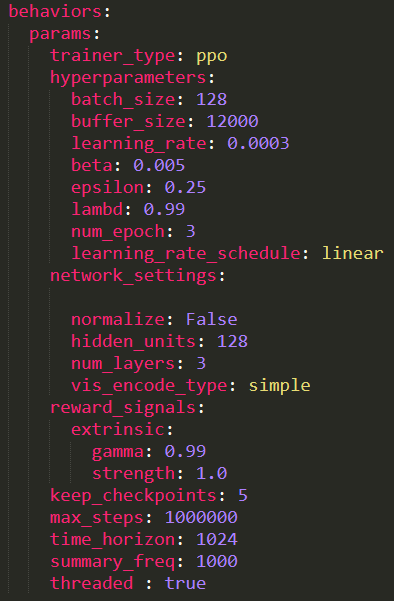 behaviors:
  params:
    trainer_type: ppo
    hyperparameters:
      batch_size: 128
      buffer_size: 12000
      learning_rate: 0.0003
      beta: 0.005
      epsilon: 0.25
      lambd: 0.99
      num_epoch: 3
      learning_rate_schedule: linear
    network_settings:

      normalize: False
      hidden_units: 128
      num_layers: 3
      vis_encode_type: simple
    reward_signals:
      extrinsic:
        gamma: 0.99
        strength: 1.0
    keep_checkpoints: 5
    max_steps: 1000000
    time_horizon: 1024
    summary_freq: 1000
    threaded : true